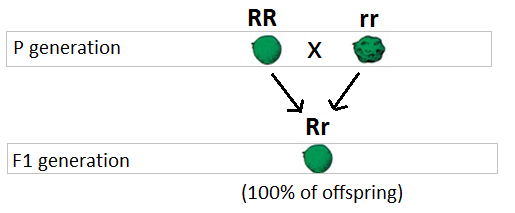 RR rr
P generation X
Rr
F1 generation
(100% of offspring)